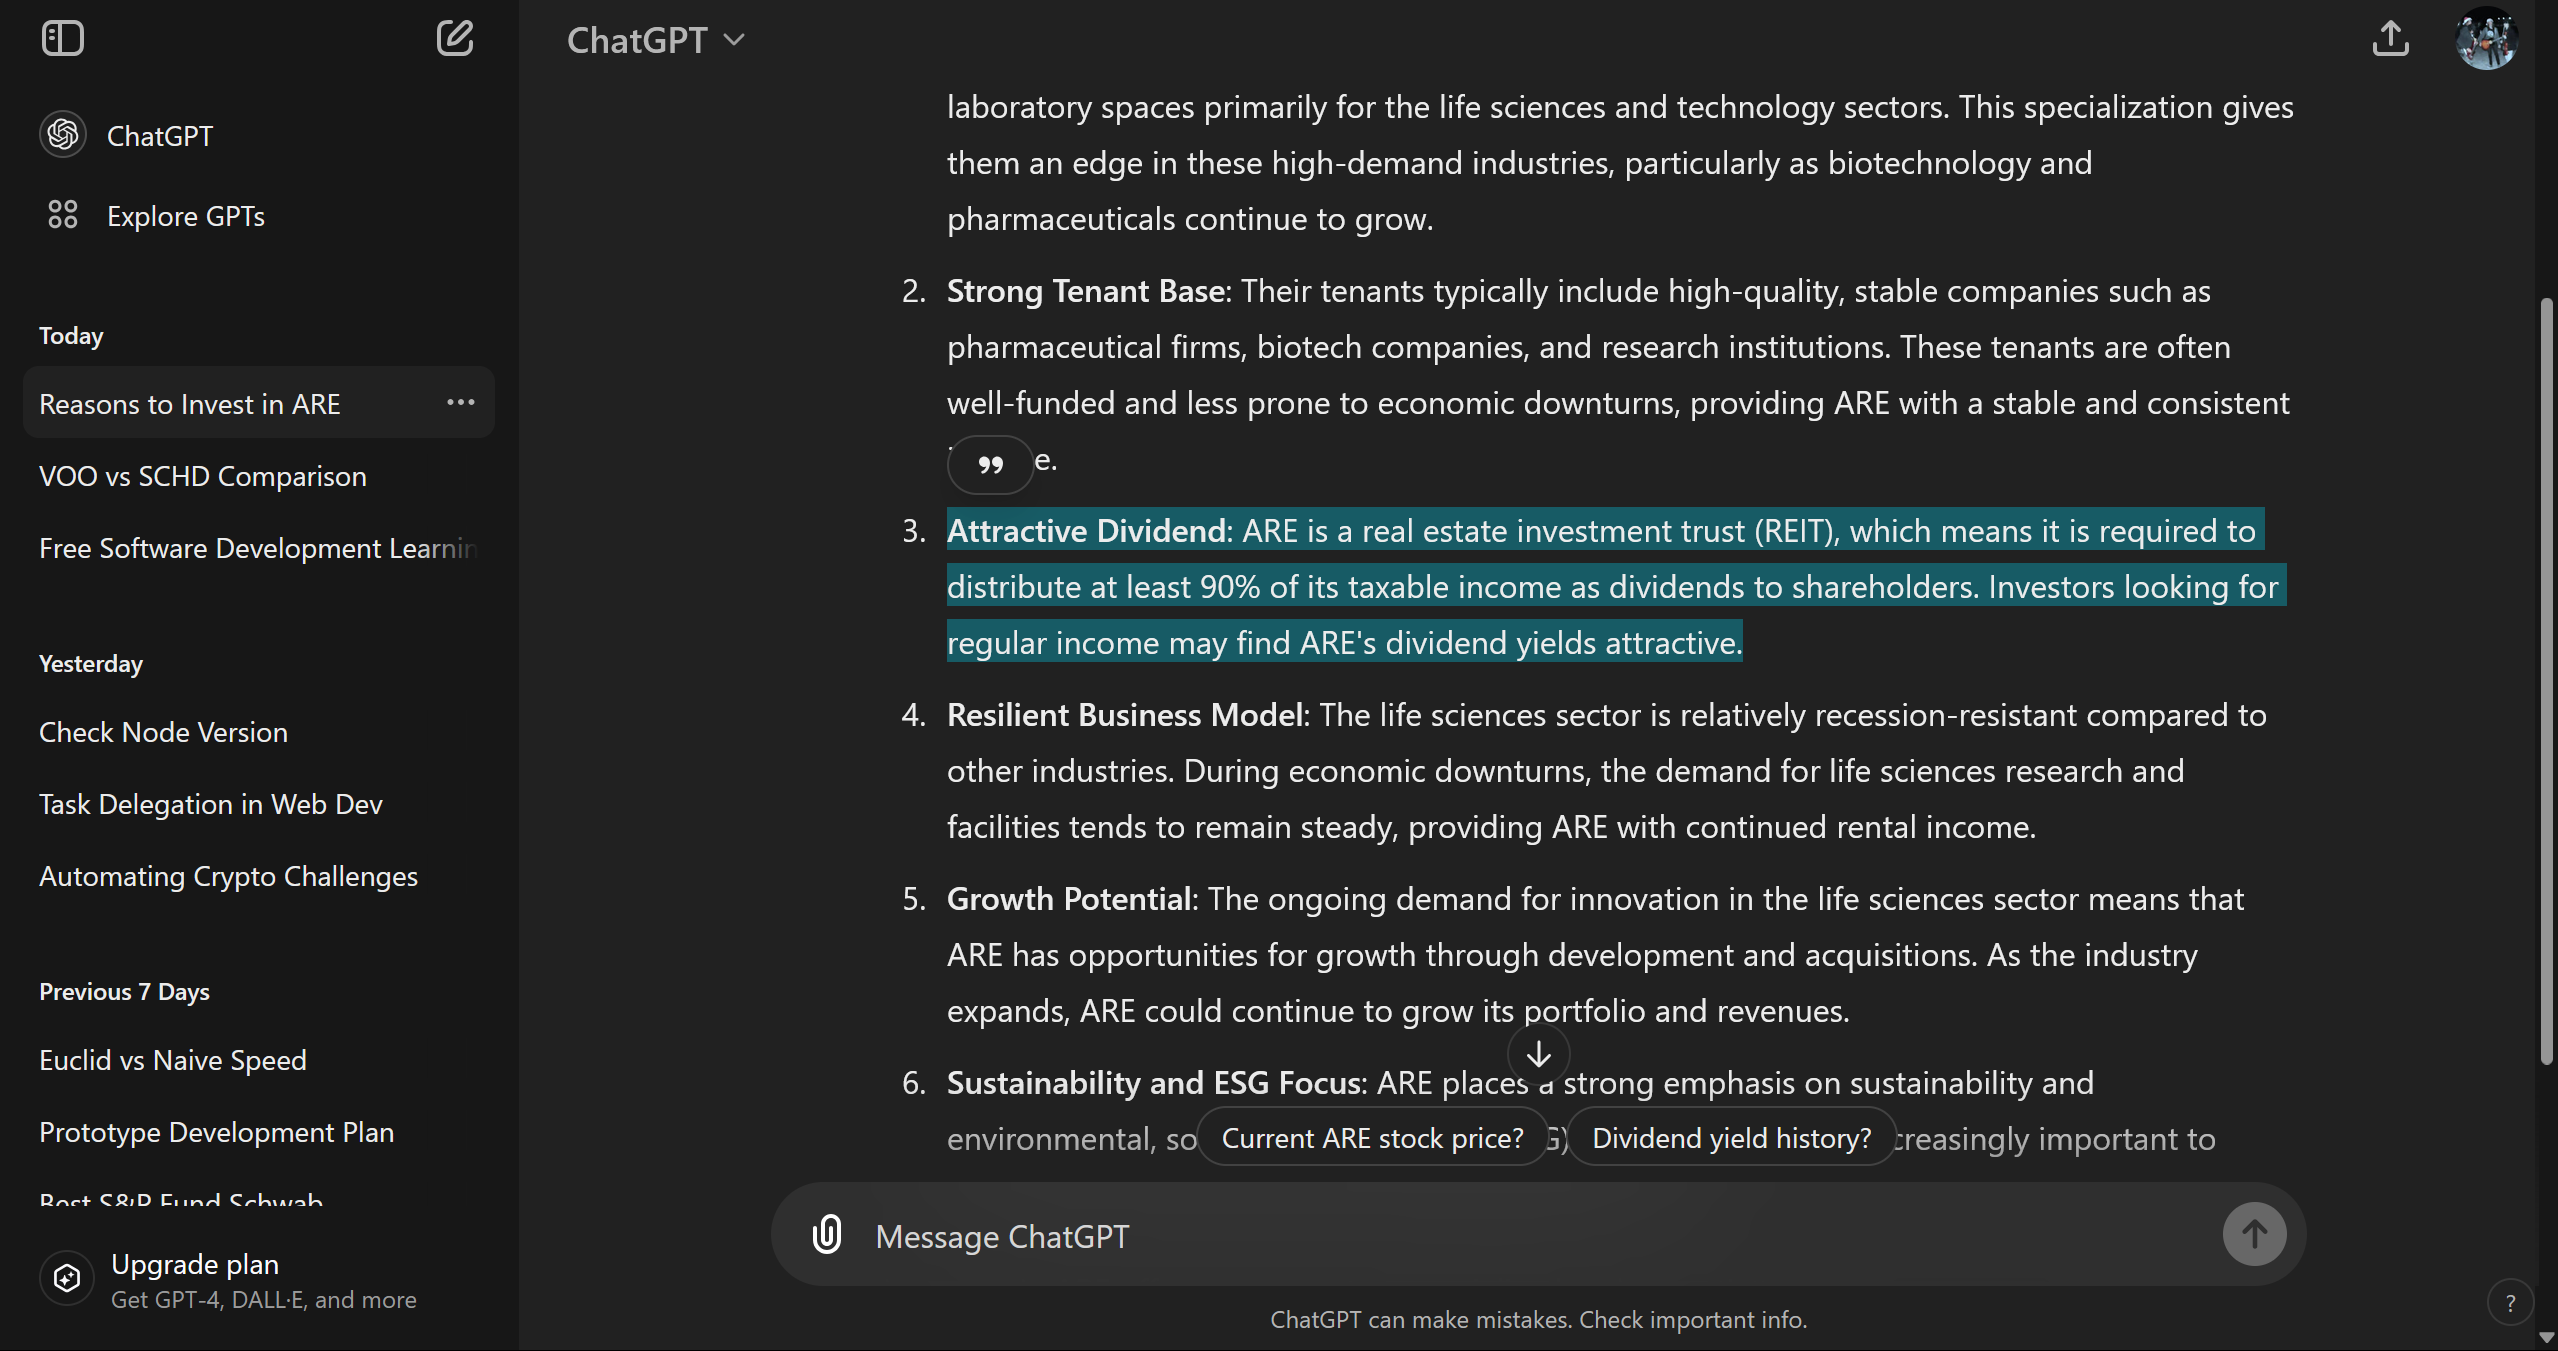 ChatGPT
Explore GPTs
Today
Reasons to Invest in ARE
VOO vs SCHD Comparison
Free Software Development Learnin
Yesterday
Check Node Version
Task Delegation in Web Dev
Automating Crypto Challenges
Previous 7 Days
Euclid vs Naive Speed
Prototype Development Plan
Best S&P Fund Schwab
Upgrade plan
Get GPT-4, DALL·E, and more
ChatGPT
laboratory spaces primarily for the life sciences and technology sectors. This specialization gives
them an edge in these high-demand industries, particularly as biotechnology and
pharmaceuticals continue to grow.
2. Strong Tenant Base: Their tenants typically include high-quality, stable companies such as
pharmaceutical firms, biotech companies, and research institutions. These tenants are often
well-funded and less prone to economic downturns, providing ARE with a stable and consistent
e.
3. Attractive Dividend: ARE is a real estate investment trust (REIT), which means it is required to
distribute at least 90% of its taxable income as dividends to shareholders. Investors looking for
regular income may find ARE's dividend yields attractive.
4. Resilient Business Model: The life sciences sector is relatively recession-resistant compared to
other industries. During economic downturns, the demand for life sciences research and
facilities tends to remain steady, providing ARE with continued rental income.
5. Growth Potential: The ongoing demand for innovation in the life sciences sector means that
ARE has opportunities for growth through development and acquisitions. As the industry
expands, ARE could continue to grow its portfolio and revenues.
6. Sustainability and ESG Focus: ARE places a strong emphasis on sustainability and
environmental, so G) creasingly important to
Current ARE stock price?
Dividend yield history?
Message ChatGPT
ChatGPT can make mistakes. Check important info.
?